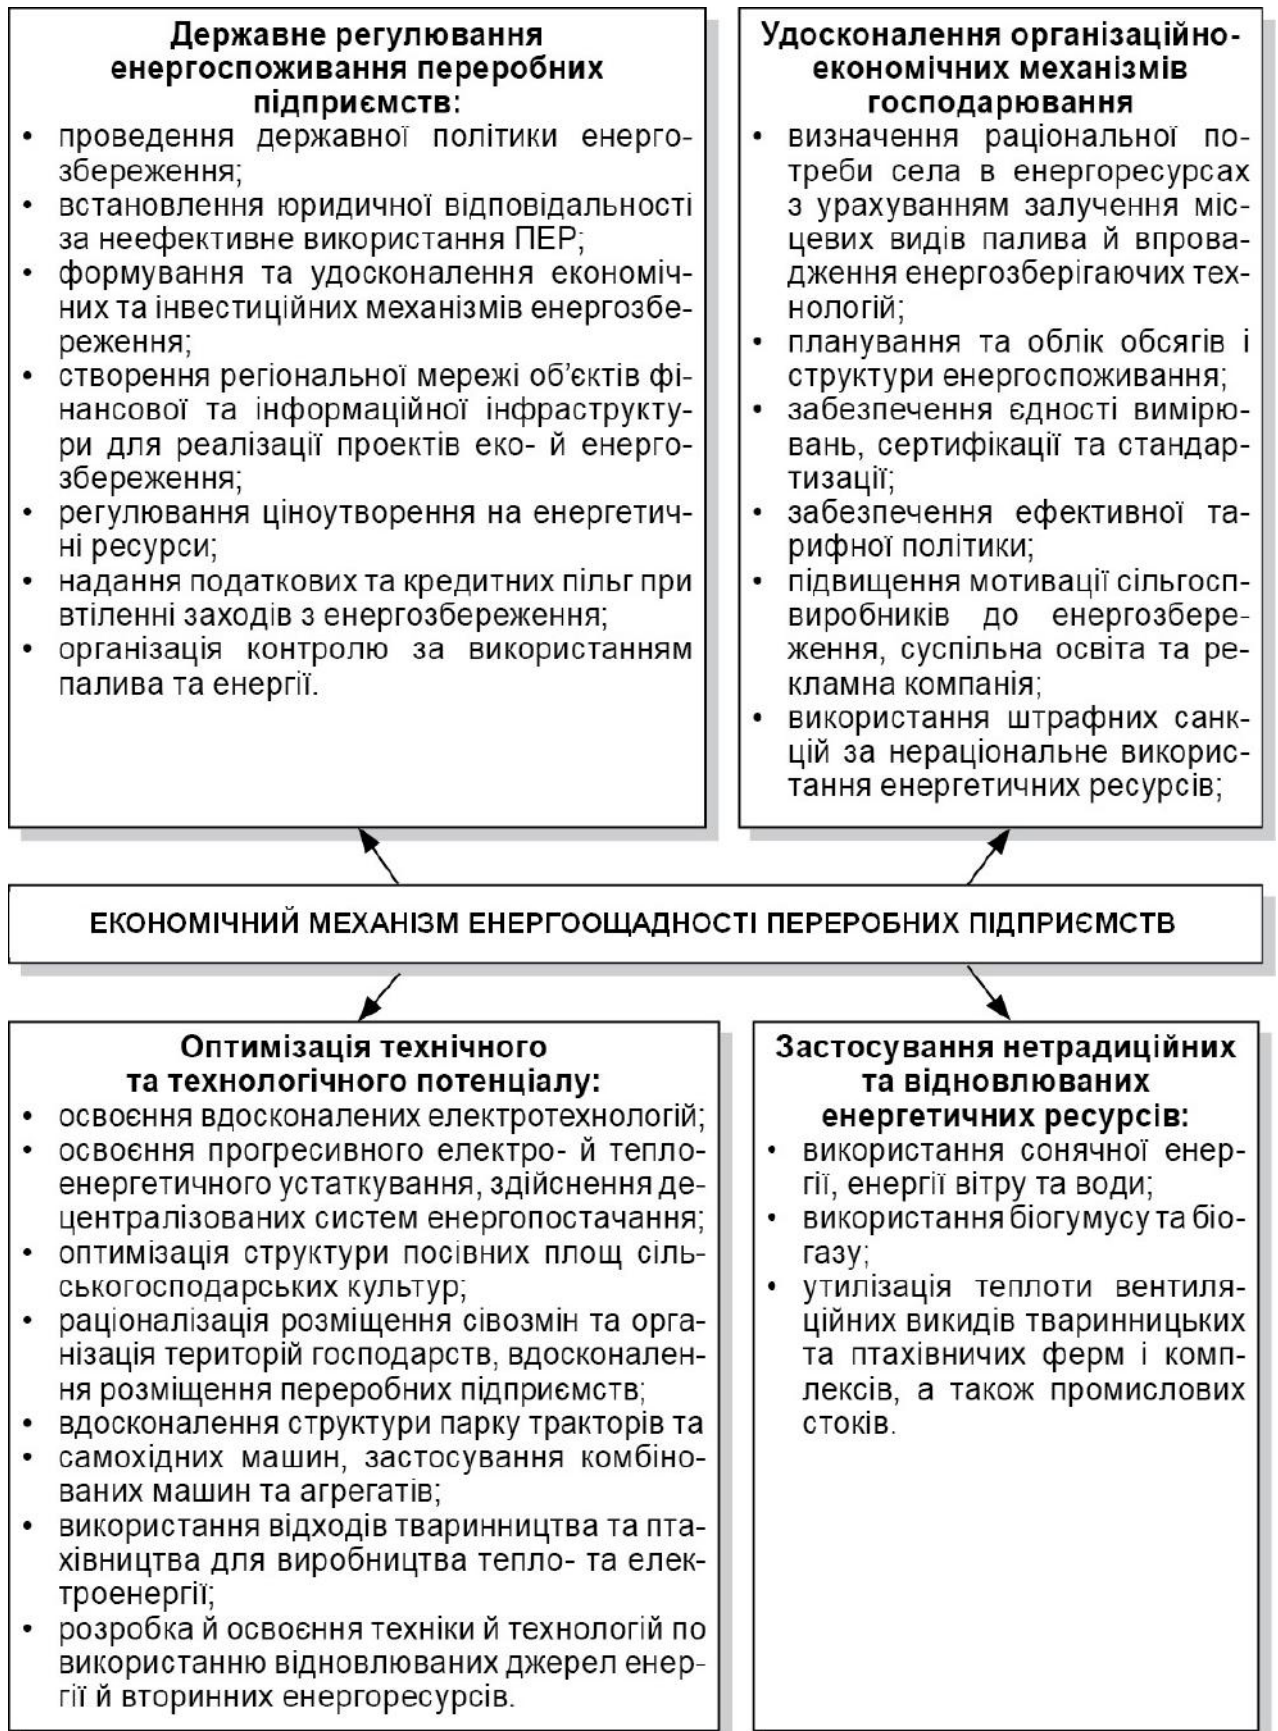 Державне регулювання
енергоспоживання переробних
підприємств:
• проведення державної політики енерго-
збереження;
• встановлення юридичної відповідальності
за неефективне використання ПЕР;
• формування та удосконалення економіч-
них та інвестиційних механізмів енергозбе-
реження;
• створення регіональної мережі об’єктів фі-
нансової та інформаційної інфраструкту-
ри для реалізації проектів еко- й енерго-
збереження;
• регулювання ціноутворення на енергетич-
ні ресурси;
• надання податкових та кредитних пільг при
втіленні заходів з енергозбереження;
• організація контролю за використанням
палива та енергії.
Удосконалення організаційно-
економічних механізмів
господарювання
• визначення раціональної по-
треби села в енергоресурсах
з урахуванням залучення міс-
цевих видів палива й впрова-
дження енергозберігаючих тех-
нологій;
• планування та облік обсягів і
структури енергоспоживання;
• забезпечення єдності вимірю-
вань, сертифікації та стандар-
тизації;
• забезпечення ефективної та-
рифної політики;
• підвищення мотивації сільгосп-
виробників до енергозбере-
ження, суспільна освіта та ре-
кламна компанія;
• використання штрафних санк-
цій за нераціональне використ-
тання енергетичних ресурсів;
ЕКОНОМІЧНИЙ МЕХАНІЗМ ЕНЕРГООЩАДНОСТІ ПЕРЕРОБНИХ ПІДПРИЄМСТВ
Оптимізація технічного
та технологічного потенціалу:
• освоєння вдосконалених електротехнологій;
• освоєння прогресивного електро- й тепло-
енергетичного устаткування, здійснення де-
централізованих систем енергопостачання;
• оптимізація структури посівних площ сіль-
ськогосподарських культур;
• раціоналізація розміщення сівозмін та орга-
нізація територій господарств, вдосконален-
ня розміщення переробних підприємств;
• вдосконалення структури парку тракторів та
• самохідних машин, застосування комбіно-
ваних машин та агрегатів;
• використання відходів тваринництва та пта-
хівництва для виробництва тепло- та елек-
троенергії;
• розробка й освоєння техніки й технологій по
використанню відновлюваних джерел енер-
гії й вторинних енергоресурсів.
Застосування нетрадиційних
та відновлюваних
енергетичних ресурсів:
• використання сонячної енер-
гії, енергії вітру та води;
• використання біогумусу та біо-
газу;
• утилізація теплоти вентиля-
ційних викидів тваринницьких
та птахівничих ферм і комп-
лексів, а також промислових
стоків.